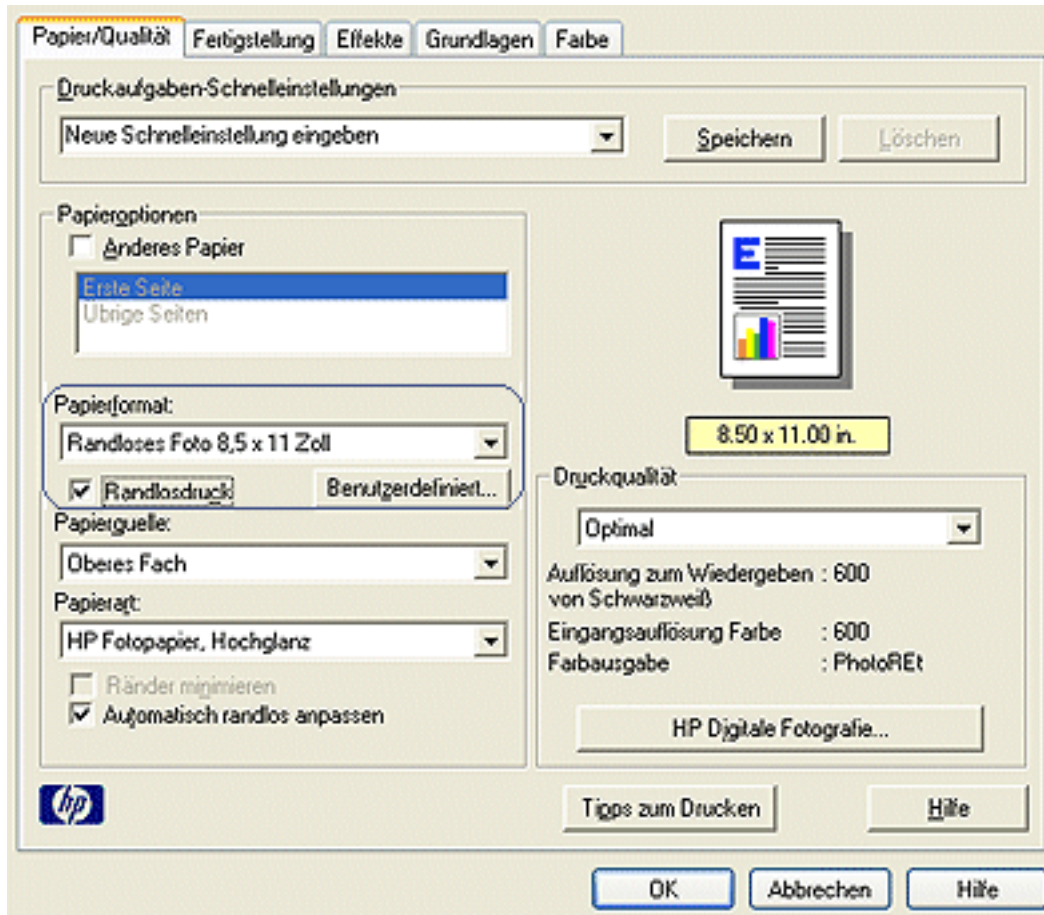 Papier/Qualität Fertigstellung Effekte Grundlagen Farbe
Druckaufgaben-Schnelleinstellungen
Neue Schnelleinstellung eingeben Speichern Löschen
Papieroptionen
Anderes Papier
Erste Seite
Übrige Seiten
Papierformat:
Randloses Foto 8,5 x 11 Zoll
Randlosdruck Benutzerdefiniert...
Papierquelle:
Oberes Fach
Papierart:
HP Fotopapier, Hochglanz
Ränder minimieren
Automatisch randlos anpassen
E
8.50 x 11.00 in.
Druckqualität
Optimal
Auflösung zum Wiedergeben : 600
von Schwarzweiß
Eingangsauflösung Farbe : 600
Farbausgabe : PhotoREt
HP Digitale Fotografie...
hp
Tipps zum Drucken Hilfe
OK Abbrechen Hilfe